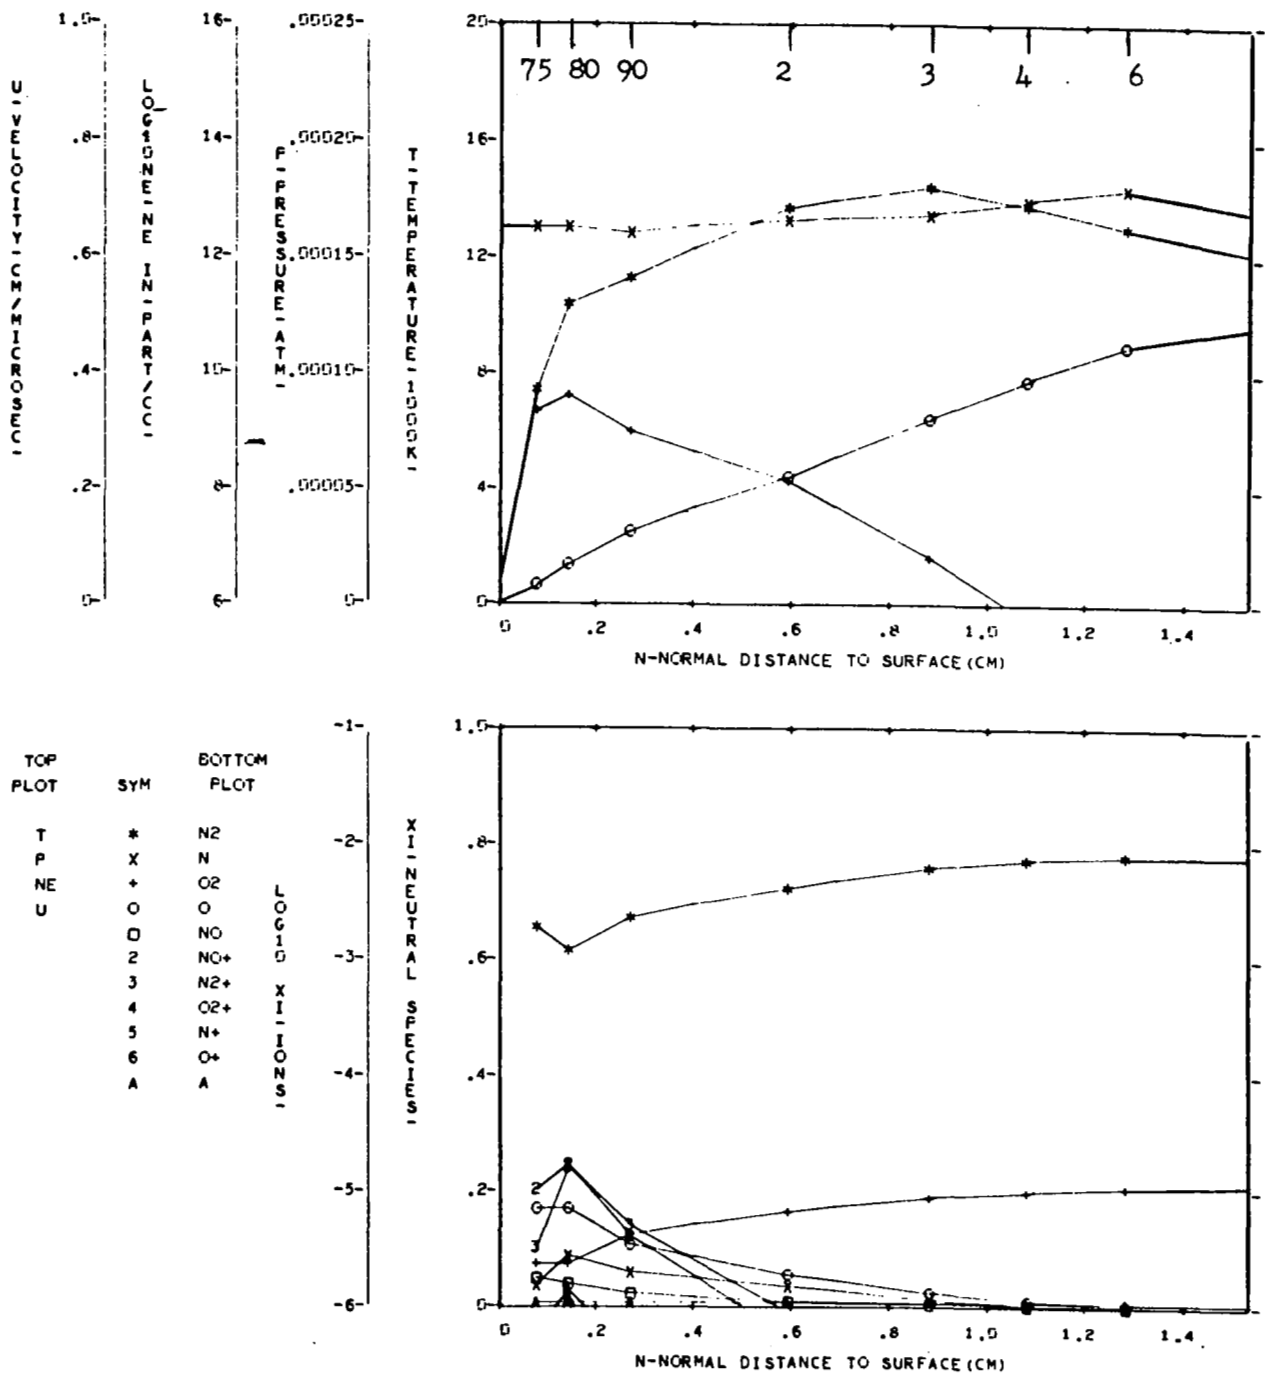 1.0-
.8-
.6-
.4-
.2-
0-
U-VELOCITY-CM/MICROSEC-
16-
14-
12-
10-
8-
6-
LOG10NE-NE IN-PART/CC-
.00025-
.00020-
.00015-
.00010-
.00005-
0-
P-PRESSURE-ATM-
20-
16-
12-
8-
4-
0-
T-TEMPERATURE-1000K-
75 80 90 2 3 4 6
0 .2 .4 .6 .8 1.0 1.2 1.4
N-NORMAL DISTANCE TO SURFACE(CM)
TOP PLOT SYM BOTTOM PLOT
T * N2
P X N
NE + O2
U O O
NO
2 NO+
3 N2+
4 O2+
5 N+
6 O+
A A
-1-
-2-
-3-
-4-
-5-
-6-
LOG10 XI-IONS-
1.0-
.8-
.6-
.4-
.2-
0-
XI-NEUTRAL SPECIES-
2
3
0 .2 .4 .6 .8 1.0 1.2 1.4
N-NORMAL DISTANCE TO SURFACE(CM)